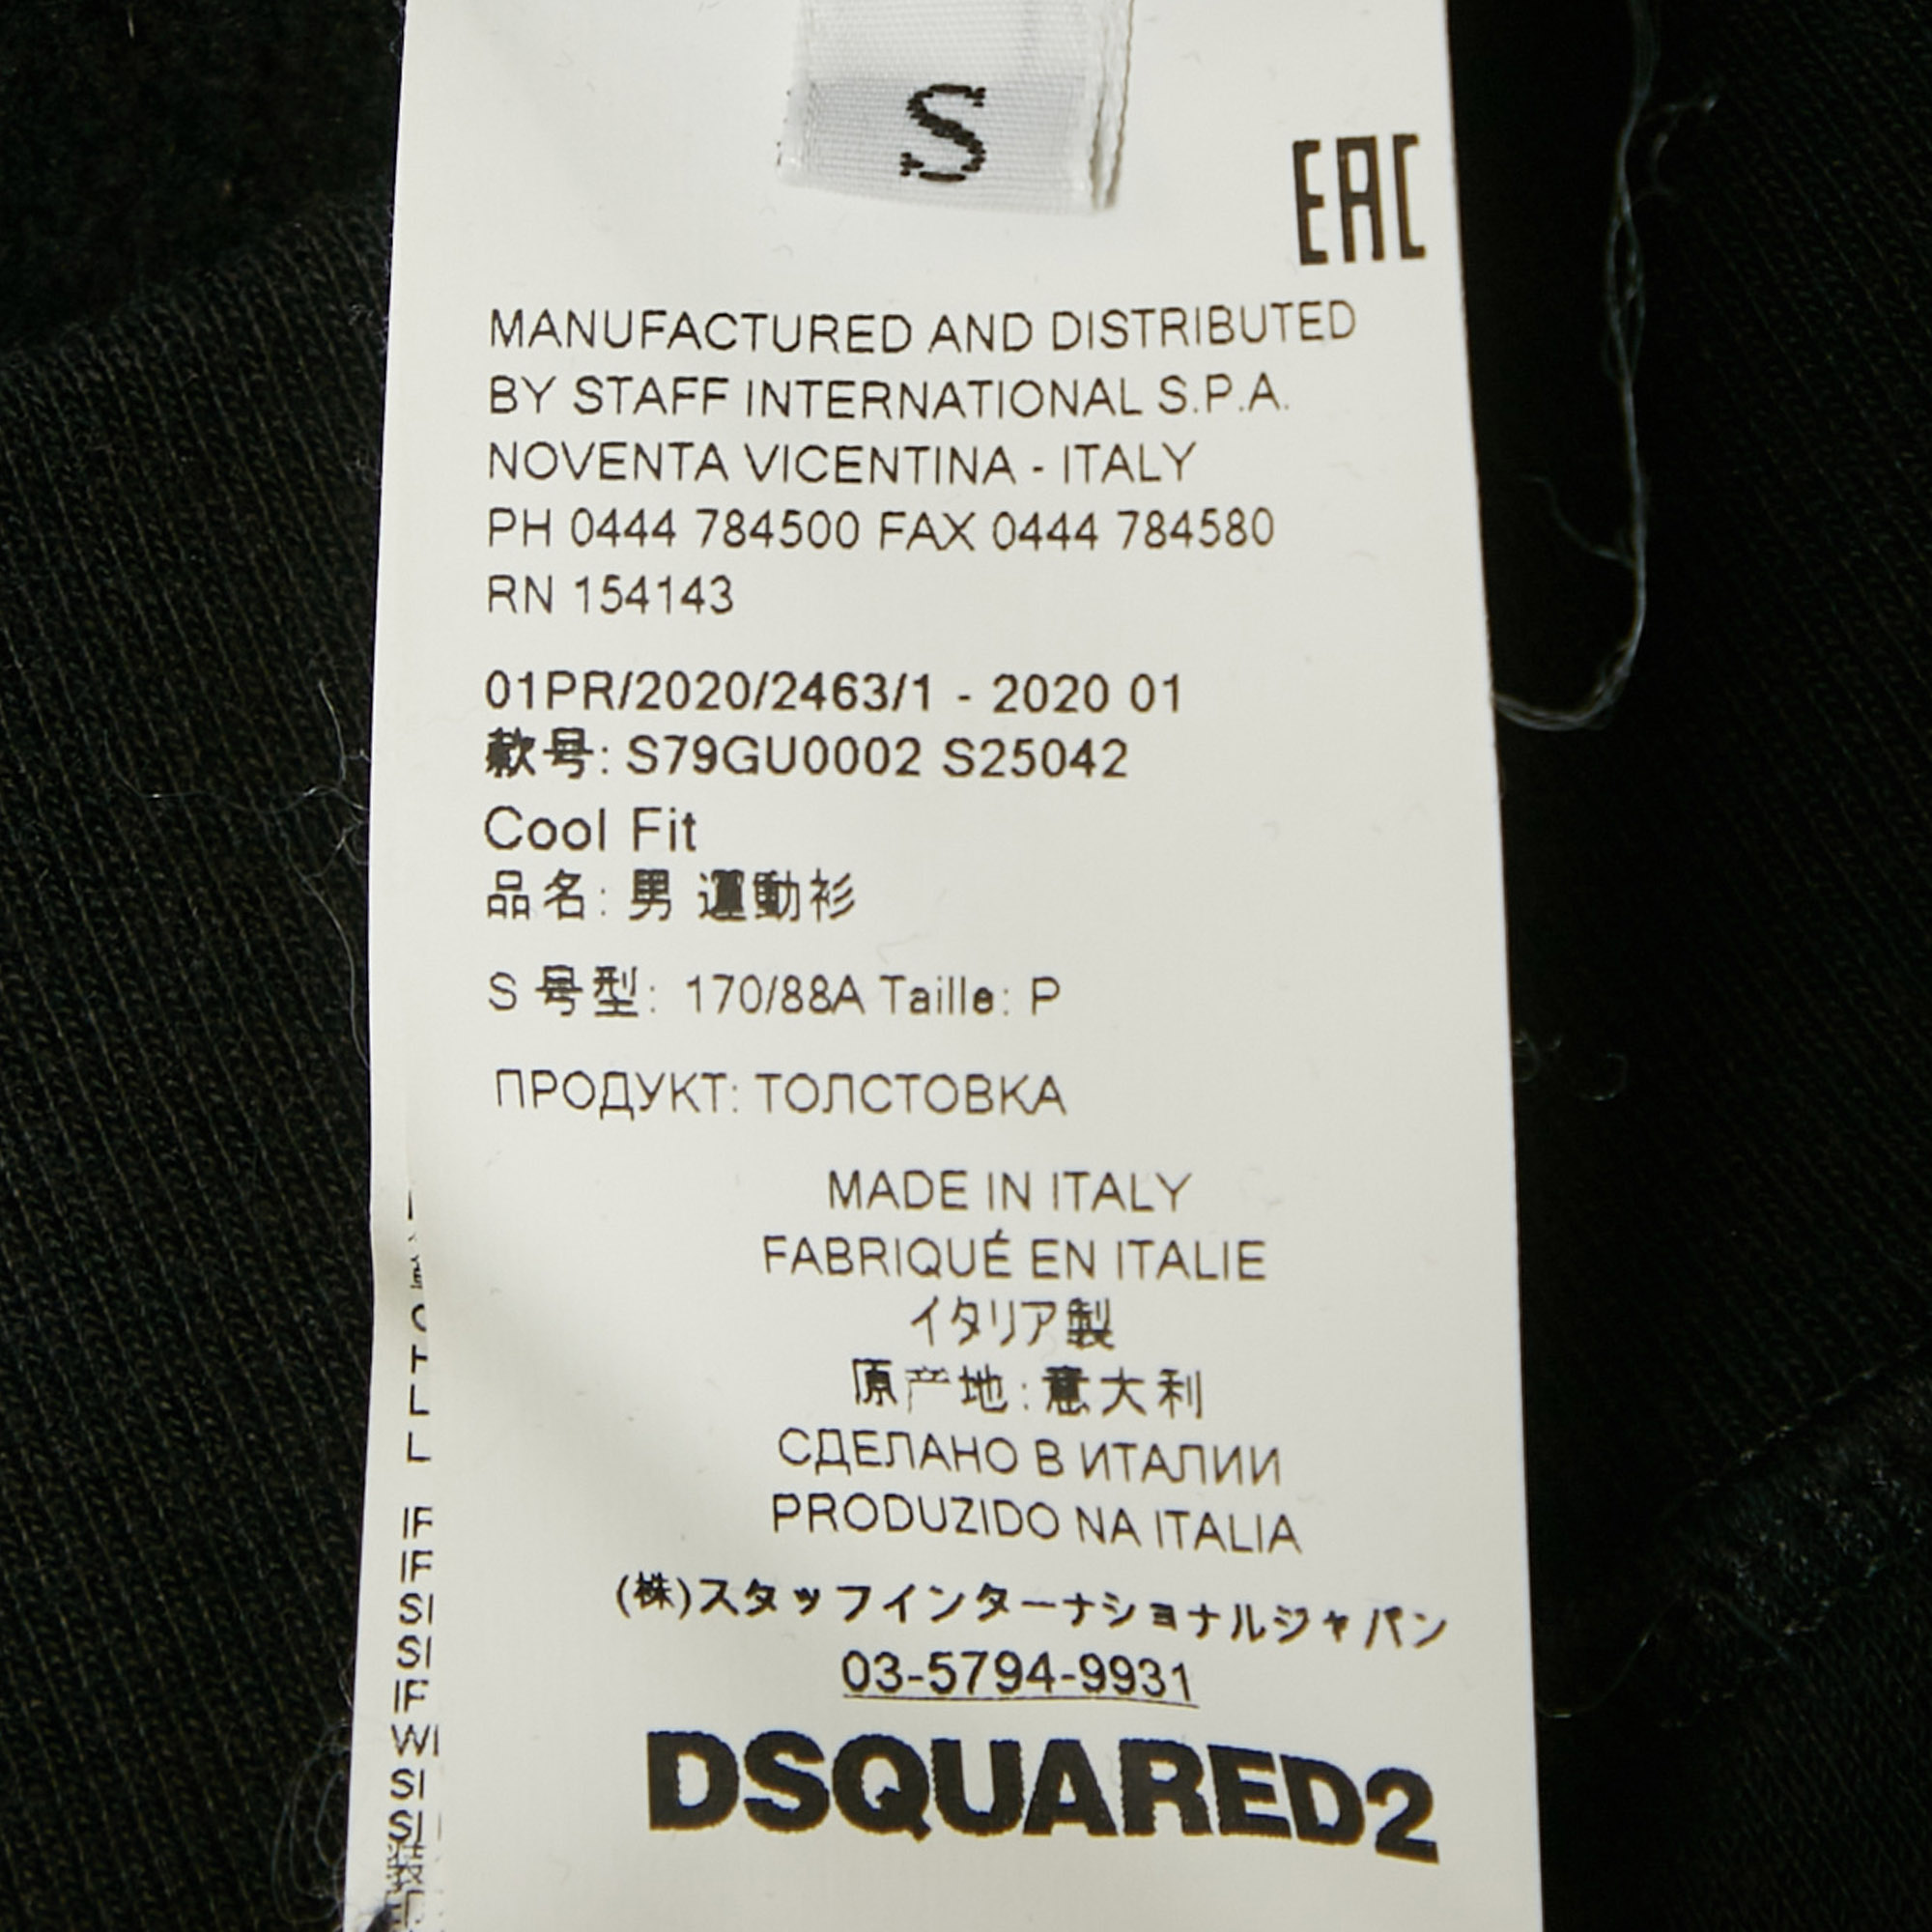 S
EAC
MANUFACTURED AND DISTRIBUTED
BY STAFF INTERNATIONAL S.P.A.
NOVENTA VICENTINA - ITALY
PH 0444 784500 FAX 0444 784580
RN 154143
01PR/2020/2463/1 - 2020 01
款号: S79GU0002 S25042
Cool Fit
品名: 男 運動衫
S 号型: 170/88A Taille: P
ПРОДУКТ: ТОЛСТОВКА
MADE IN ITALY
FABRIQUÉ EN ITALIE
イタリア製
原产地: 意大利
СДЕЛАНО В ИТАЛИИ
PRODUZIDO NA ITALIA
(株)スタッフインターナショナルジャパン
03-5794-9931
DSQUARED2